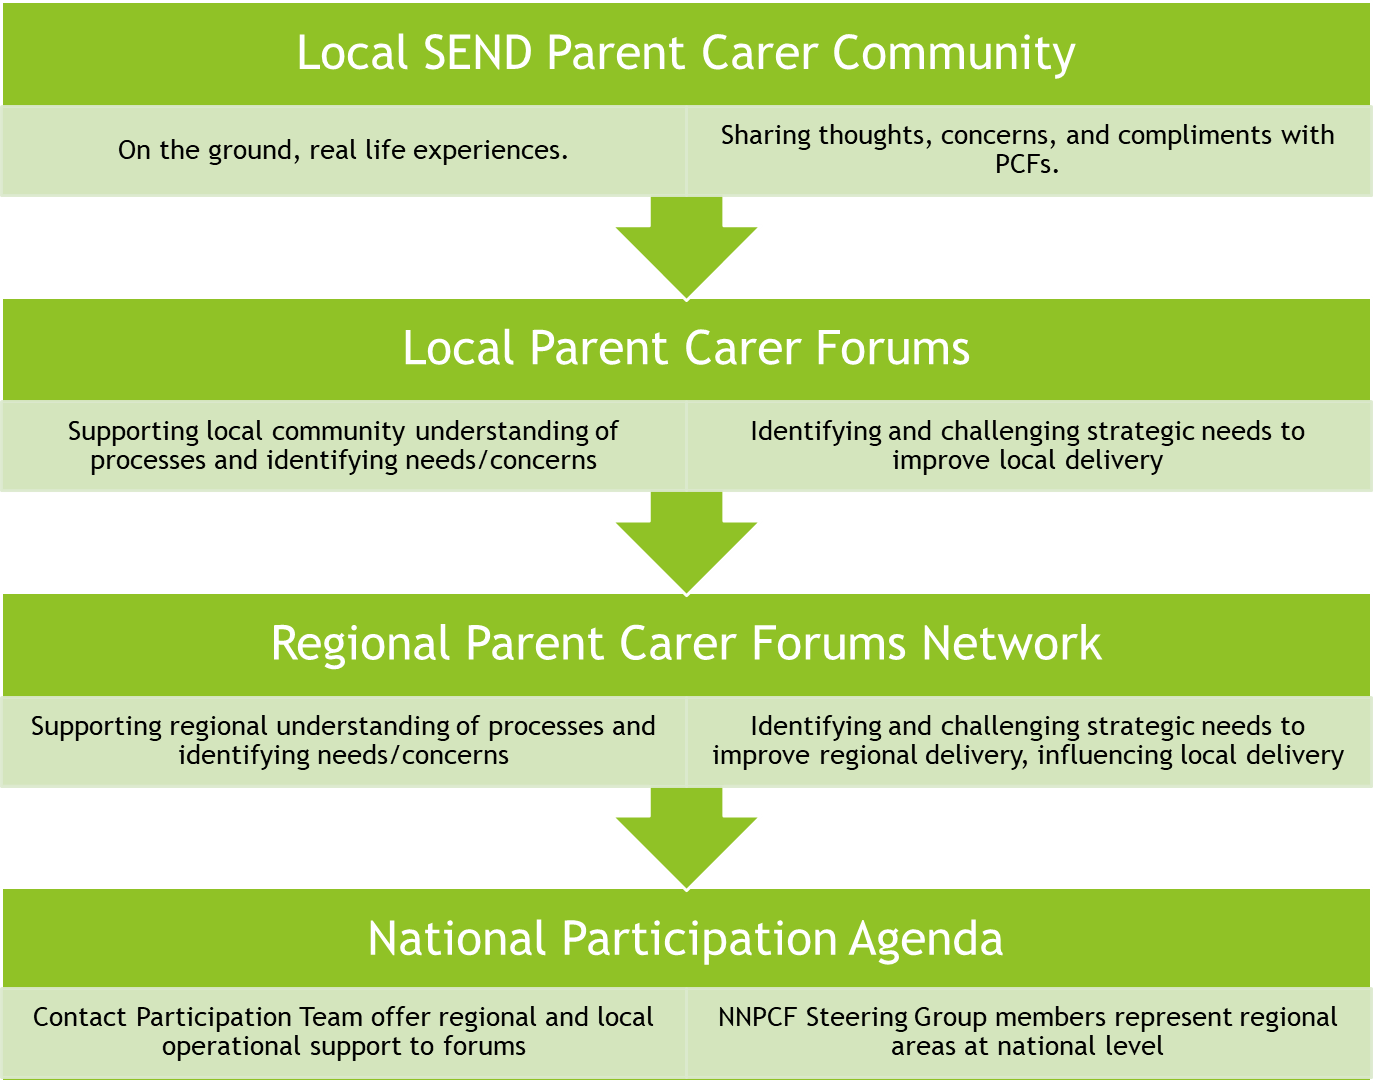 Local SEND Parent Carer Community
On the ground, real life experiences.
Sharing thoughts, concerns, and compliments with
PCFs.
Local Parent Carer Forums
Supporting local community understanding of
processes and identifying needs/concerns
Identifying and challenging strategic needs to
improve local delivery
Regional Parent Carer Forums Network
Supporting regional understanding of processes and
identifying needs/concerns
Identifying and challenging strategic needs to
improve regional delivery, influencing local delivery
National Participation Agenda
Contact Participation Team offer regional and local
operational support to forums
NNPCF Steering Group members represent regional
areas at national level